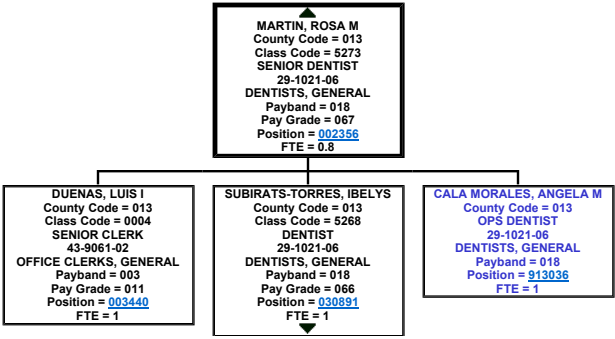 MARTIN, ROSA M
County Code = 013
Class Code = 5273
SENIOR DENTIST
29-1021-06
DENTISTS, GENERAL
Payband = 018
Pay Grade = 067
Position = 002356
FTE = 0.8
DUENAS, LUIS I
County Code = 013
Class Code = 0004
SENIOR CLERK
43-9061-02
OFFICE CLERKS, GENERAL
Payband = 003
Pay Grade = 011
Position = 003440
FTE = 1
SUBIRATS-TORRES, IBELYS
County Code = 013
Class Code = 5268
DENTIST
29-1021-06
DENTISTS, GENERAL
Payband = 018
Pay Grade = 066
Position = 030891
FTE = 1
CALA MORALES, ANGELA M
County Code = 013
OPS DENTIST
29-1021-06
DENTISTS, GENERAL
Payband = 018
Position = 913036
FTE = 1